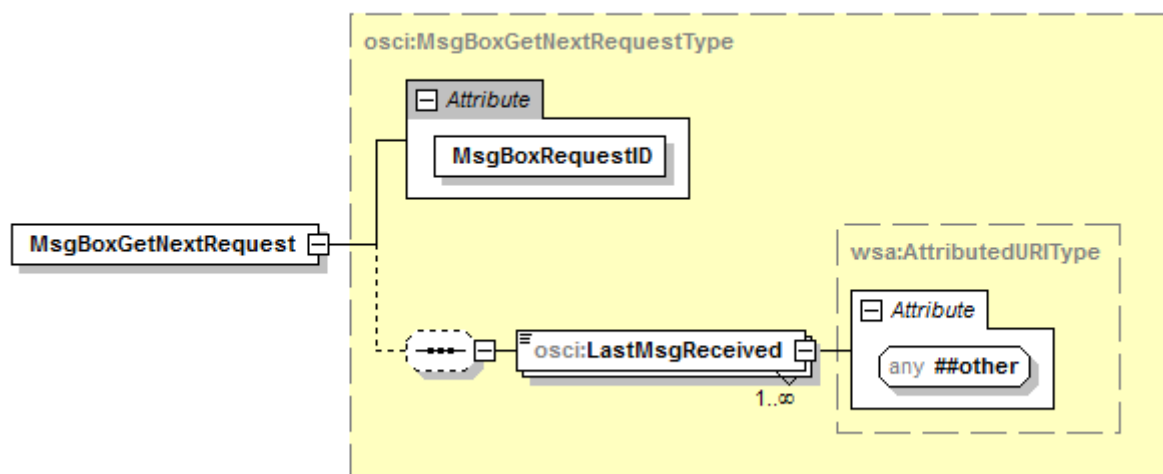 osci:MsgBoxGetNextRequestType
Attribute
MsgBoxRequestID
MsgBoxGetNextRequest
wsa:AttributedURIType
Attribute
osci:LastMsgReceived
any ##other
1..∞